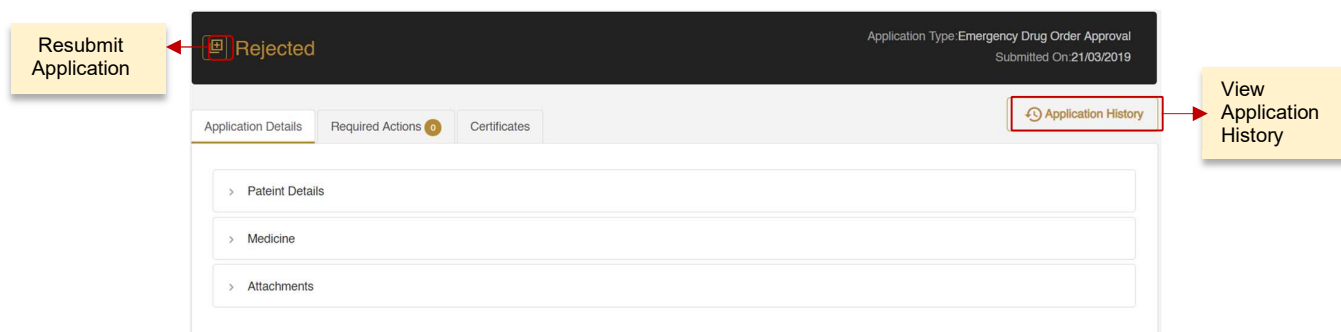 Resubmit
Application
Rejected
Application Type:Emergency Drug Order Approval
Submitted On:21/03/2019
View
Application
History
Application Details
Required Actions 0
Certificates
Application History
Pateint Details
Medicine
Attachments